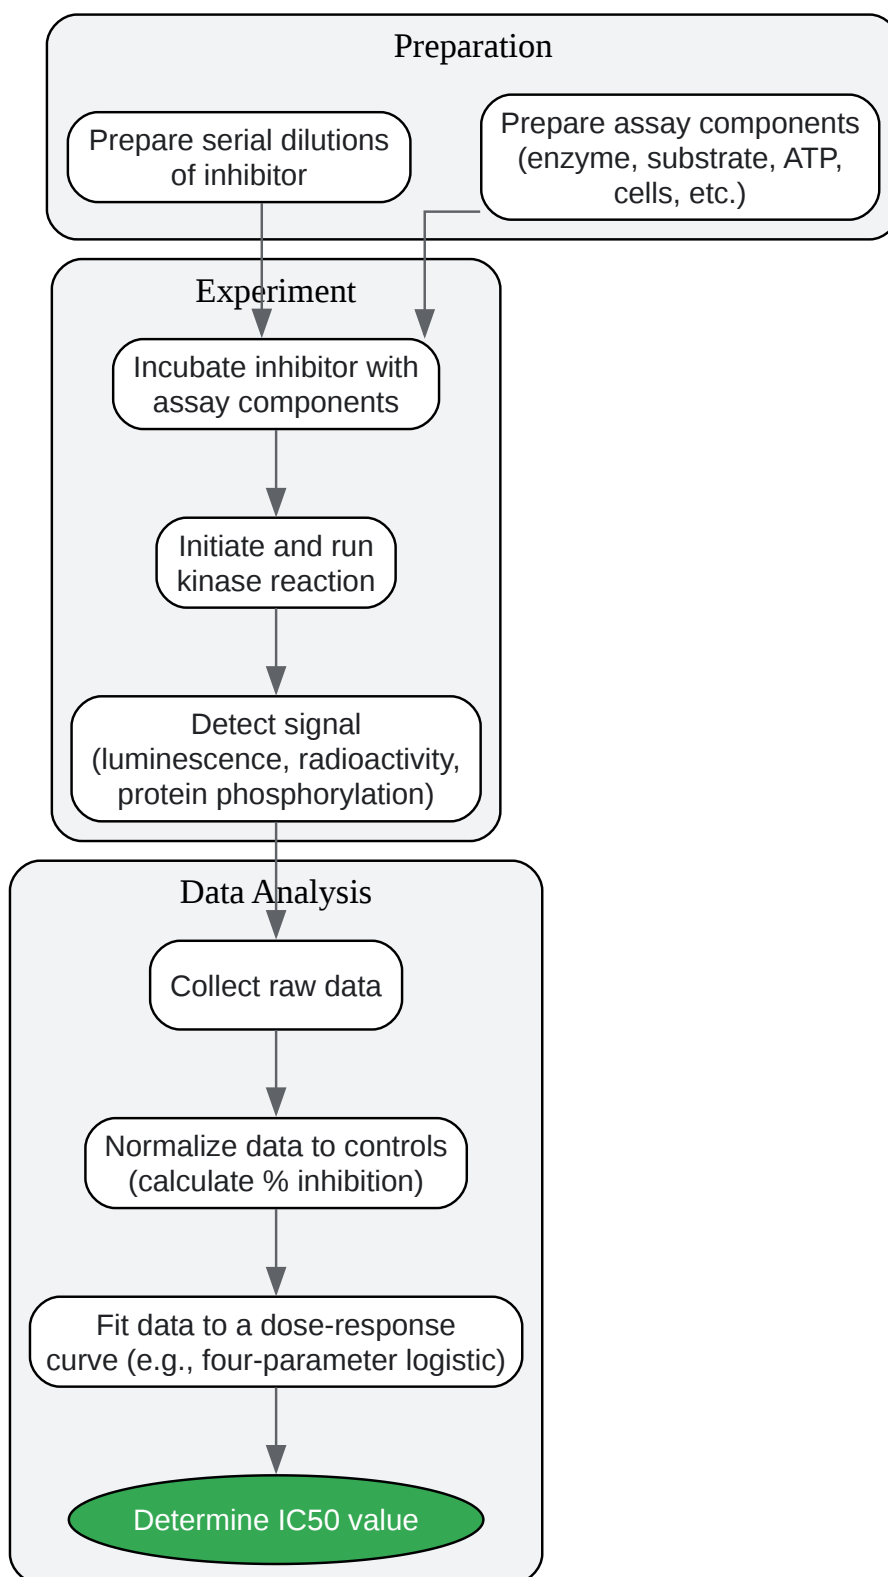 Preparation
Prepare serial dilutions
of inhibitor
Prepare assay components
(enzyme, substrate, ATP,
cells, etc.)
Experiment
Incubate inhibitor with
assay components
Initiate and run
kinase reaction
Detect signal
(luminescence, radioactivity,
protein phosphorylation)
Data Analysis
Collect raw data
Normalize data to controls
(calculate % inhibition)
Fit data to a dose-response
curve (e.g., four-parameter logistic)
Determine IC50 value